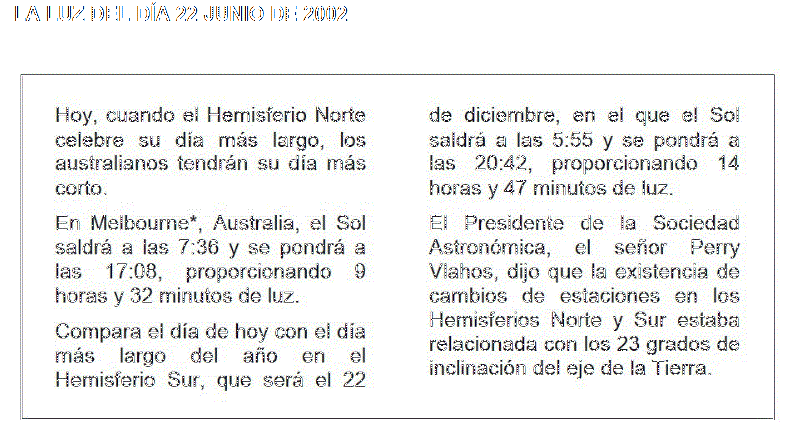 LA LUZ DEL DÍA 22 JUNIO DE 2002
Hoy, cuando el Hemisferio Norte
celebre su día más largo, los
australianos tendrán su día más
corto.
En Melbourne*, Australia, el Sol
saldrá a las 7:36 y se pondrá a
las 17:08, proporcionando 9
horas y 32 minutos de luz.
Compara el día de hoy con el día
más largo del año en el
Hemisferio Sur, que será el 22
de diciembre, en el que el Sol
saldrá a las 5:55 y se pondrá a
las 20:42, proporcionando 14
horas y 47 minutos de luz.
El Presidente de la Sociedad
Astronómica, el señor Perry
Vlahos, dijo que la existencia de
cambios de estaciones en los
Hemisferios Norte y Sur estaba
relacionada con los 23 grados de
inclinación del eje de la Tierra.